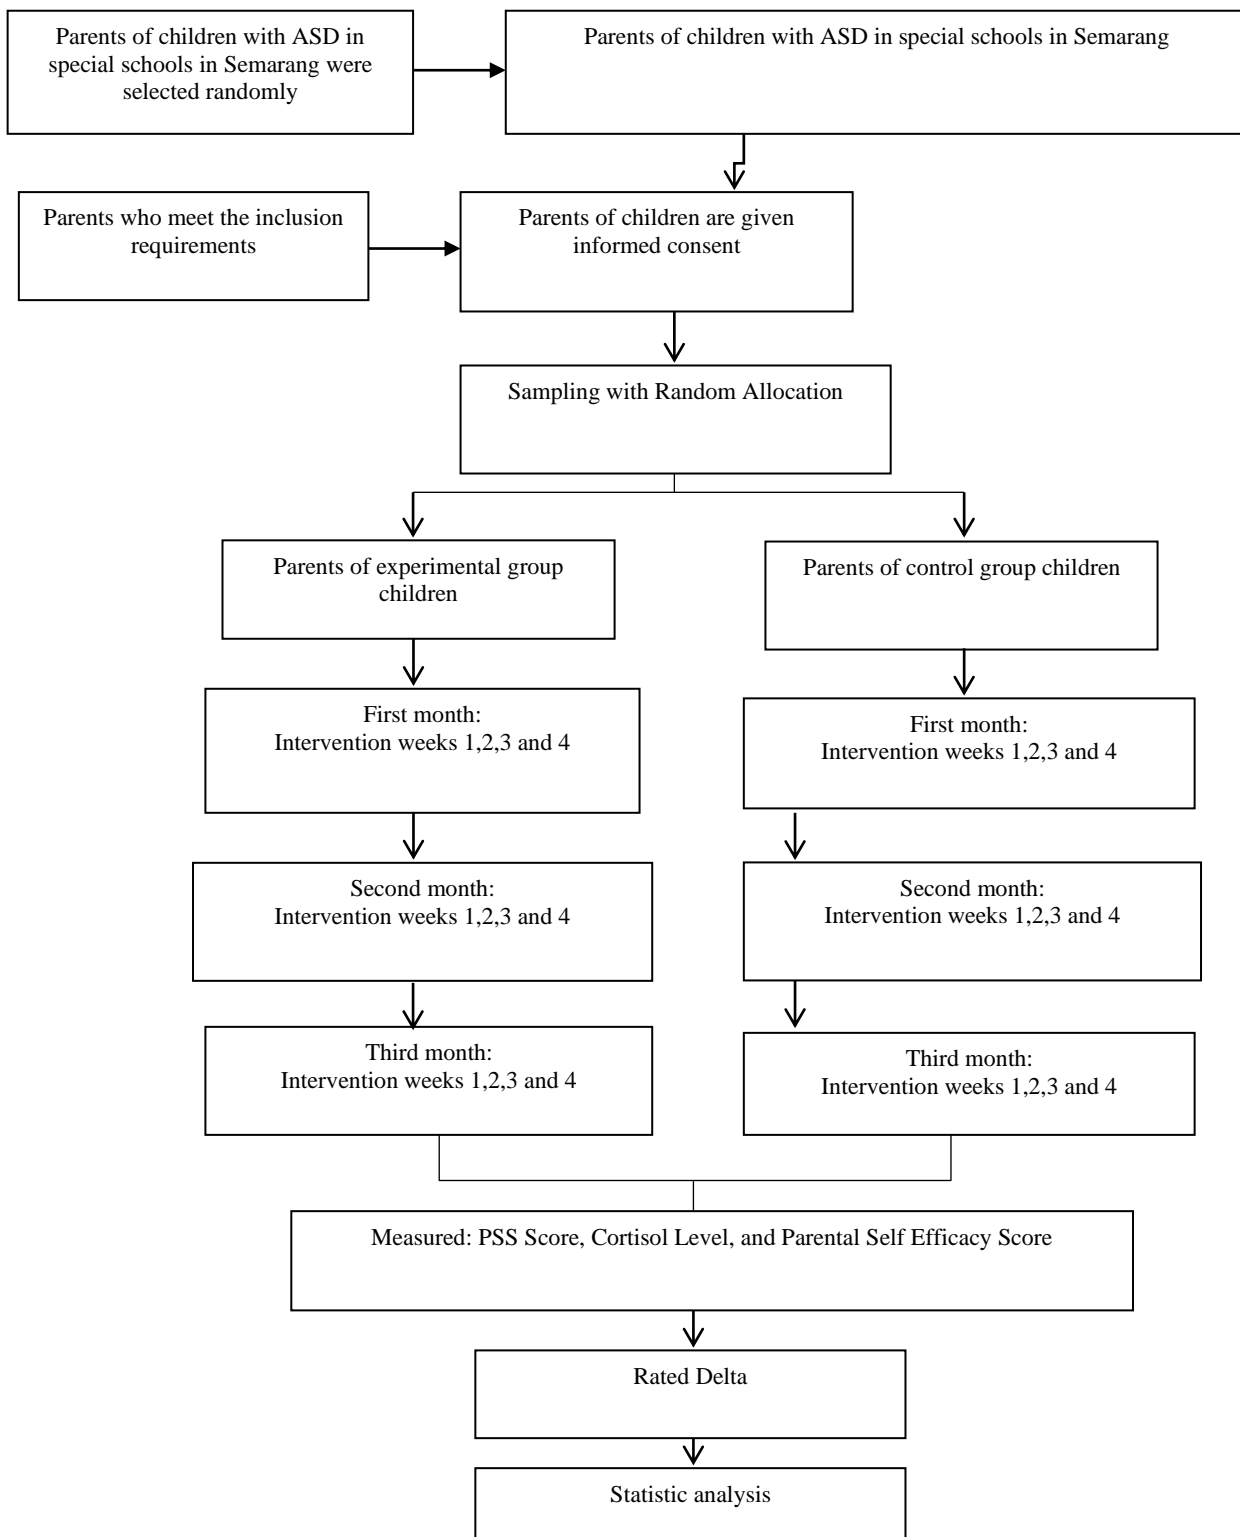 Parents of children with ASD in
special schools in Semarang were
selected randomly
Parents of children with ASD in special schools in Semarang
Parents who meet the inclusion
requirements
Parents of children are given
informed consent
Sampling with Random Allocation
Parents of experimental group
children
Parents of control group children
First month:
Intervention weeks 1,2,3 and 4
First month:
Intervention weeks 1,2,3 and 4
Second month:
Intervention weeks 1,2,3 and 4
Second month:
Intervention weeks 1,2,3 and 4
Third month:
Intervention weeks 1,2,3 and 4
Third month:
Intervention weeks 1,2,3 and 4
Measured: PSS Score, Cortisol Level, and Parental Self Efficacy Score
Rated Delta
Statistic analysis